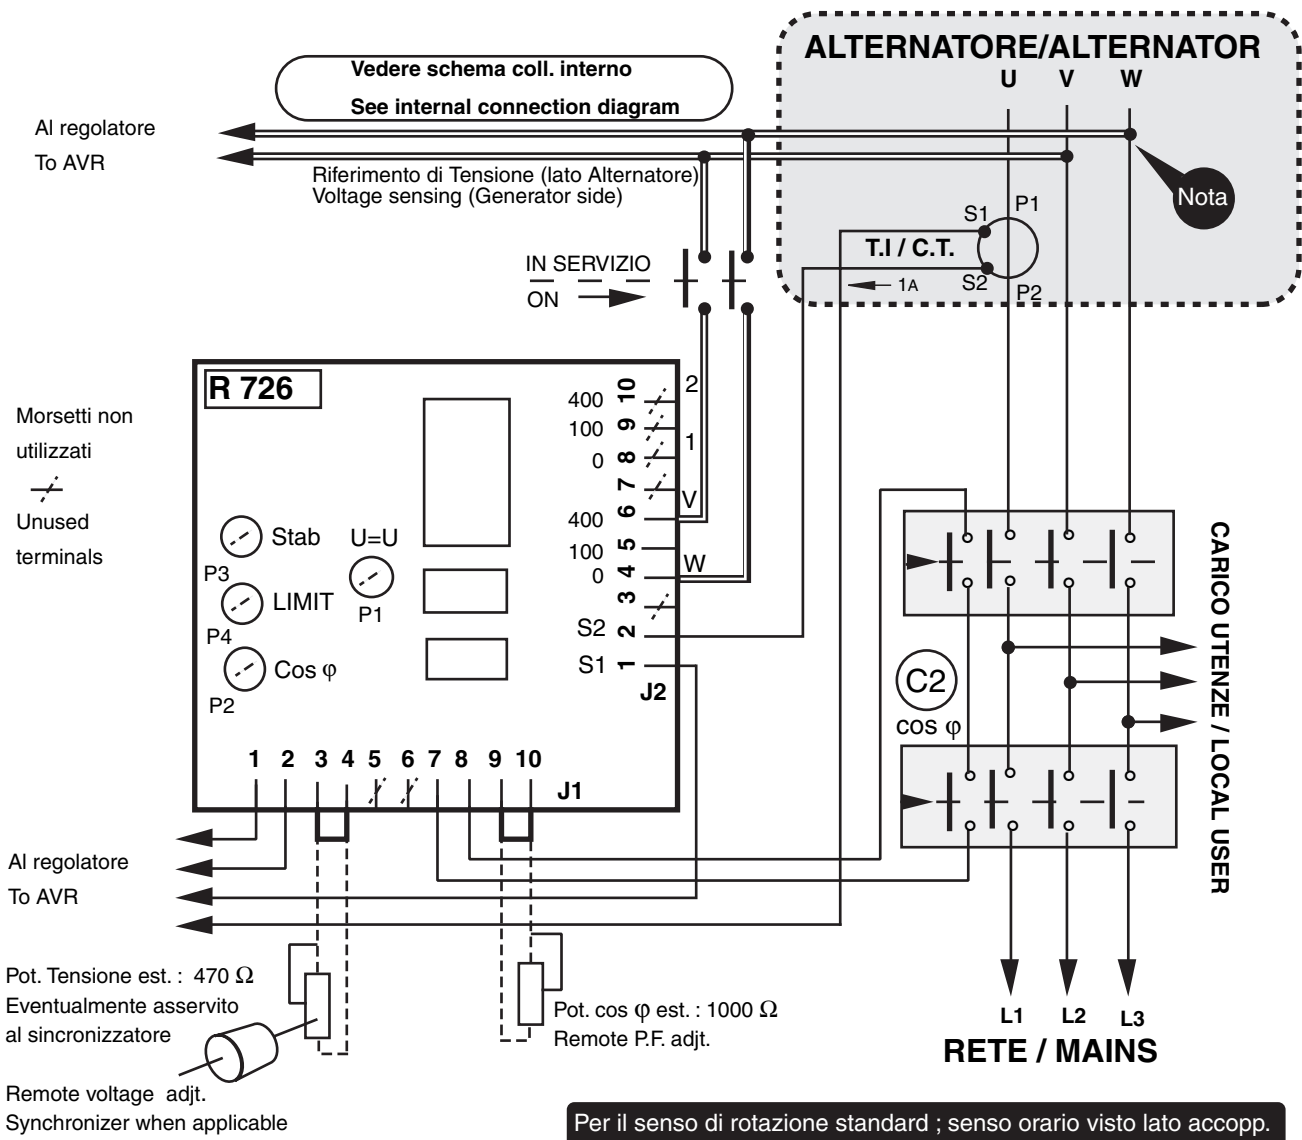 ALTERNATORE/ALTERNATOR
U V W
Vedere schema coll. interno
See internal connection diagram
Al regolatore
To AVR
Riferimento di Tensione (lato Alternatore)
Voltage sensing (Generator side)
Nota
S1 P1
T.I / C.T.
S2 P2
1A
IN SERVIZIO
ON
R 726
Morsetti non
utilizzati
Unused
terminals
400 10 2
100 9
0 8 1
7
400 6 V
100 5
0 4 W
3
S2 2
S1 1
J2
Stab
P3
U=U
P1
LIMIT
P4
Cos φ
P2
C2
cos φ
CARICO UTENZE / LOCAL USER
1 2 3 4 5 6 7 8 9 10
J1
Al regolatore
To AVR
Pot. Tensione est. : 470 Ω
Eventualmente asservito
al sincronizzatore
Remote voltage adjt.
Synchronizer when applicable
Pot. cos φ est. : 1000 Ω
Remote P.F. adjt.
L1 L2 L3
RETE / MAINS
Per il senso di rotazione standard ; senso orario visto lato accopp.